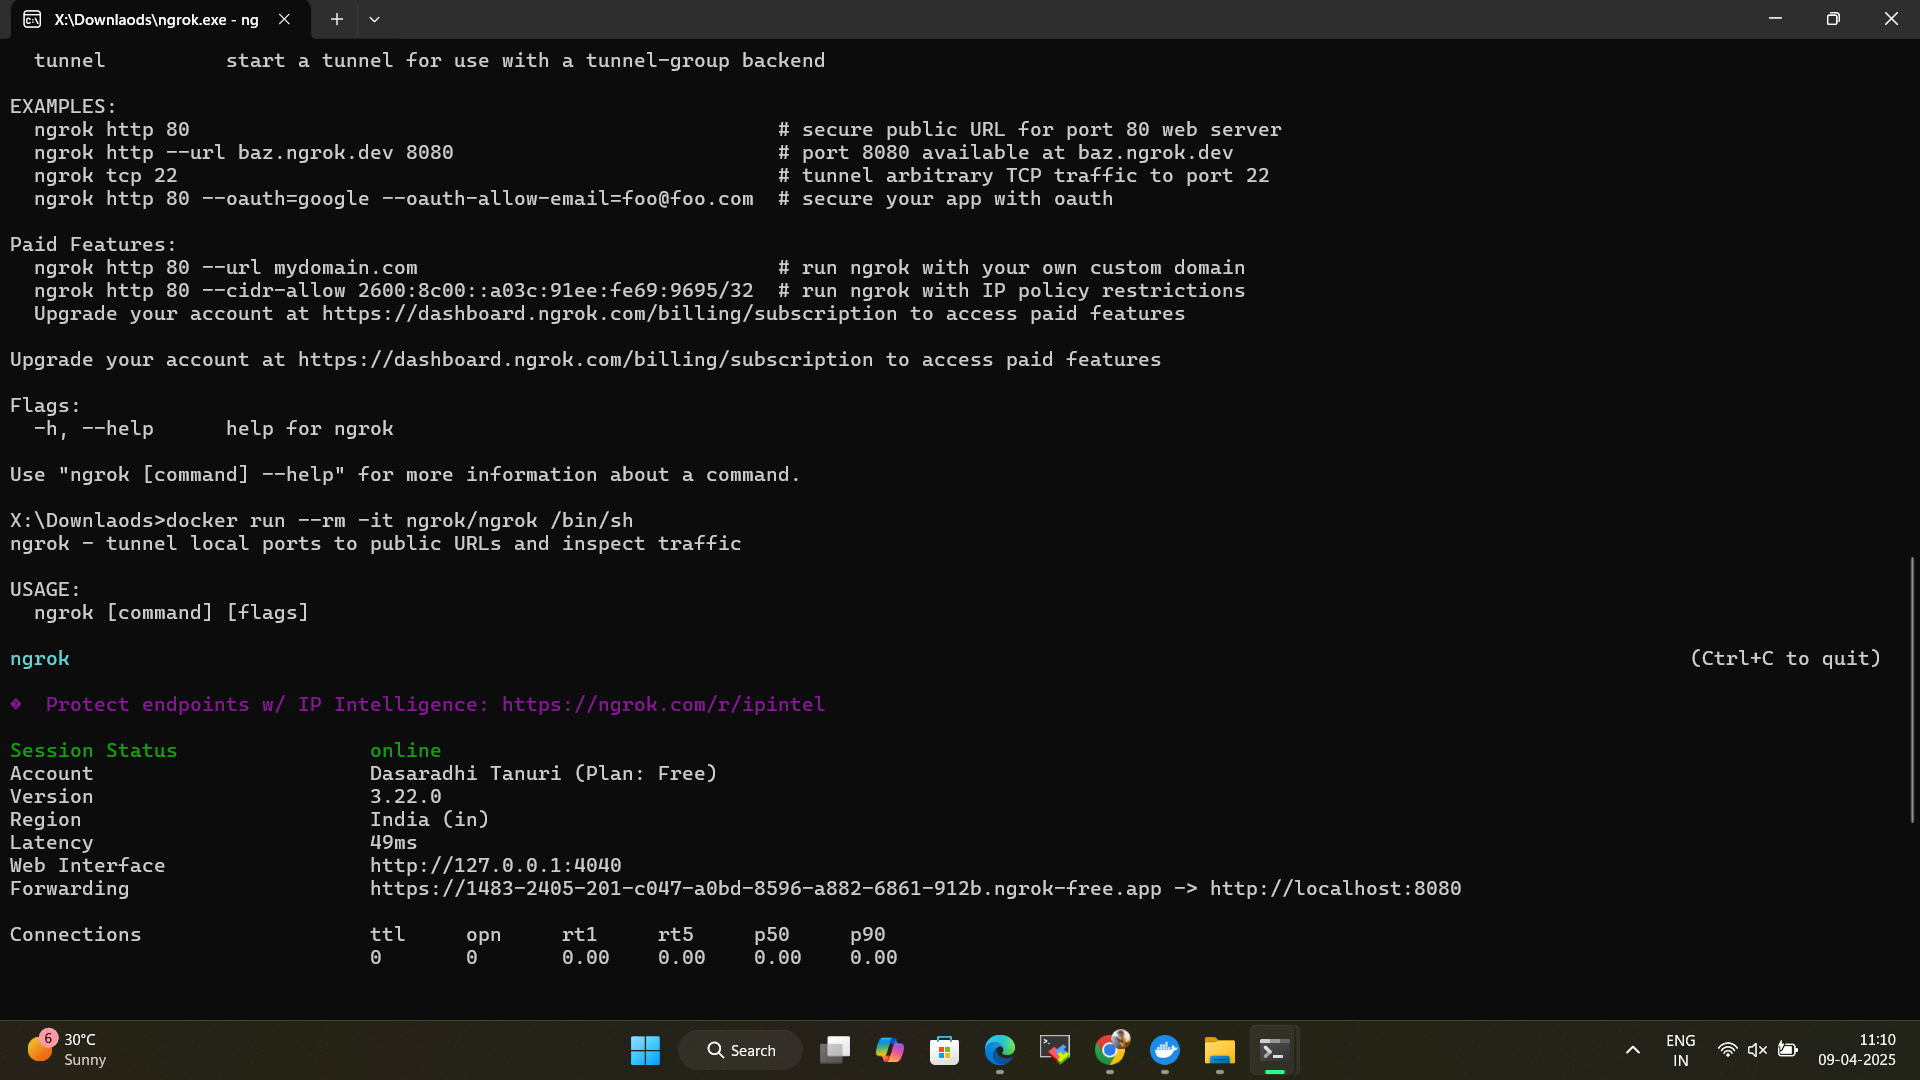 X:\Downlaods\ngrok.exe - ng
tunnel          start a tunnel for use with a tunnel-group backend
EXAMPLES:
ngrok http 80                                                 # secure public URL for port 80 web server
ngrok http --url baz.ngrok.dev 8080                           # port 8080 available at baz.ngrok.dev
ngrok tcp 22                                                  # tunnel arbitrary TCP traffic to port 22
ngrok http 80 --oauth=google --oauth-allow-email=foo@foo.com  # secure your app with oauth
Paid Features:
ngrok http 80 --url mydomain.com                              # run ngrok with your own custom domain
ngrok http 80 --cidr-allow 2600:8c00::a03c:91ee:fe69:9695/32  # run ngrok with IP policy restrictions
Upgrade your account at https://dashboard.ngrok.com/billing/subscription to access paid features
Upgrade your account at https://dashboard.ngrok.com/billing/subscription to access paid features
Flags:
-h, --help      help for ngrok
Use "ngrok [command] --help" for more information about a command.
X:\Downlaods>docker run --rm -it ngrok/ngrok /bin/sh
ngrok - tunnel local ports to public URLs and inspect traffic
USAGE:
ngrok [command] [flags]
ngrok (Ctrl+C to quit)
� Protect endpoints w/ IP Intelligence: https://ngrok.com/r/ipintel
Session Status                online
Account                       Dasaradhi Tanuri (Plan: Free)
Version                       3.22.0
Region                        India (in)
Latency                       49ms
Web Interface                 http://127.0.0.1:4040
Forwarding                    https://1483-2405-201-c047-a0bd-8596-a882-6861-912b.ngrok-free.app -> http://localhost:8080
Connections                   ttl     opn     rt1     rt5     p50     p90
0       0       0.00    0.00    0.00    0.00
6
30°C
Sunny
Search
ENG
IN
11:10
09-04-2025